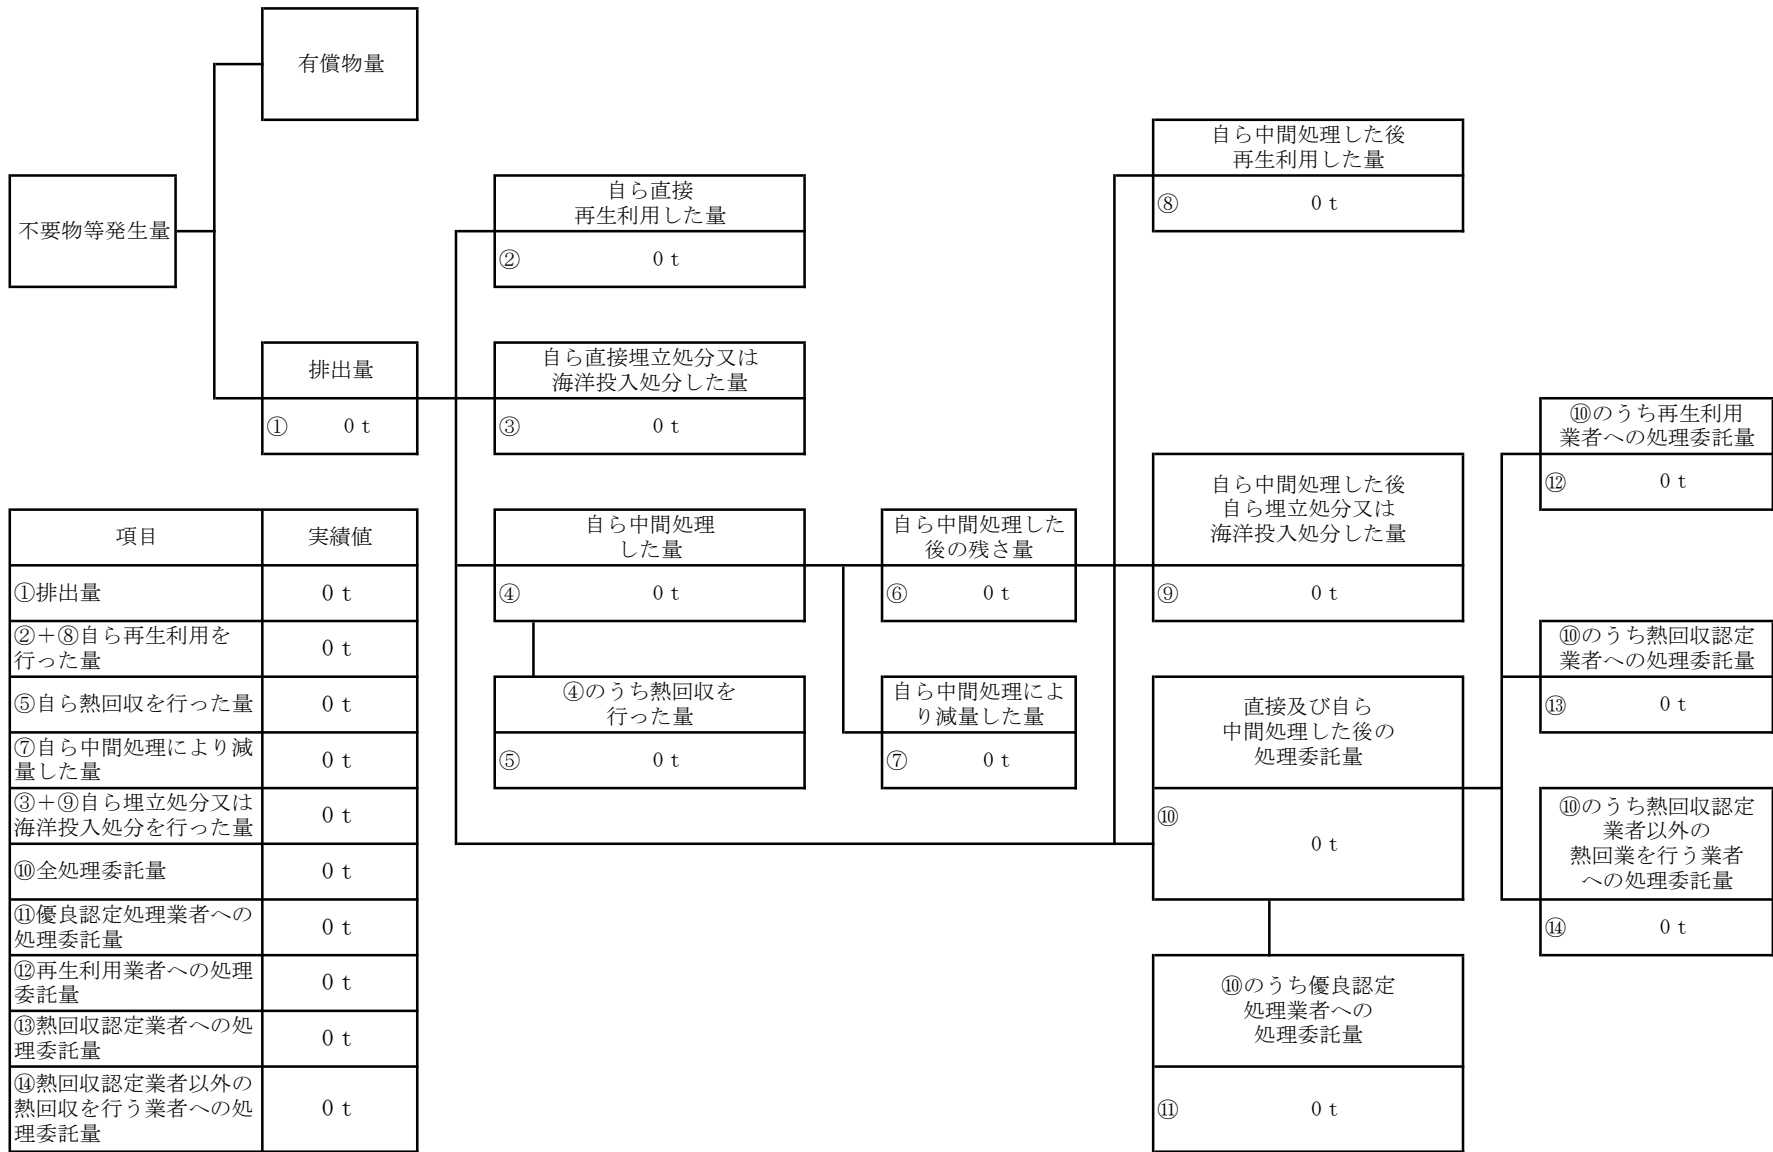 有償物量
不要物等発生量
排出量
① 0 t
自ら直接
再生利用した量
② 0 t
自ら直接埋立処分又は
海洋投入処分した量
③ 0 t
自ら中間処理
した量
④ 0 t
④のうち熱回収を
行った量
⑤ 0 t
自ら中間処理した
後の残さ量
⑥ 0 t
自ら中間処理によ
り減量した量
⑦ 0 t
自ら中間処理した後
再生利用した量
⑧ 0 t
自ら中間処理した後
自ら埋立処分又は
海洋投入処分した量
⑨ 0 t
直接及び自ら
中間処理した後の
処理委託量
⑩
0 t
⑩のうち優良認定
処理業者への
処理委託量
⑪ 0 t
⑩のうち再生利用
業者への処理委託量
⑫ 0 t
⑩のうち熱回収認定
業者への処理委託量
⑬ 0 t
⑩のうち熱回収認定
業者以外の
熱回業を行う業者
への処理委託量
⑭ 0 t
項目 実績値
①排出量 0 t
②+⑧自ら再生利用を
行った量 0 t
⑤自ら熱回収を行った量 0 t
⑦自ら中間処理により減
量した量 0 t
③+⑨自ら埋立処分又は
海洋投入処分を行った量 0 t
⑩全処理委託量 0 t
⑪優良認定処理業者への
処理委託量 0 t
⑫再生利用業者への処理
委託量 0 t
⑬熱回収認定業者への処
理委託量 0 t
⑭熱回収認定業者以外の
熱回収を行う業者への処
理委託量 0 t